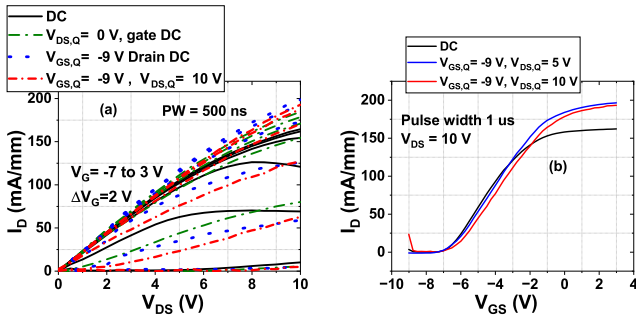 DC
V_DS,Q= 0 V, gate DC
V_GS,Q= -9 V Drain DC
V_GS,Q= -9 V , V_DS,Q= 10 V
(a)
PW = 500 ns
V_G= -7 to 3 V
ΔV_G=2 V
200
150
100
50
0
I_D (mA/mm)
0 2 4 6 8 10
V_DS (V)
DC
V_GS,Q= -9 V, V_DS,Q= 5 V
V_GS,Q= -9 V, V_DS,Q= 10 V
Pulse width 1 us
V_DS = 10 V
(b)
200
150
100
50
0
I_D (mA/mm)
−10 −8 −6 −4 −2 0 2 4
V_GS (V)